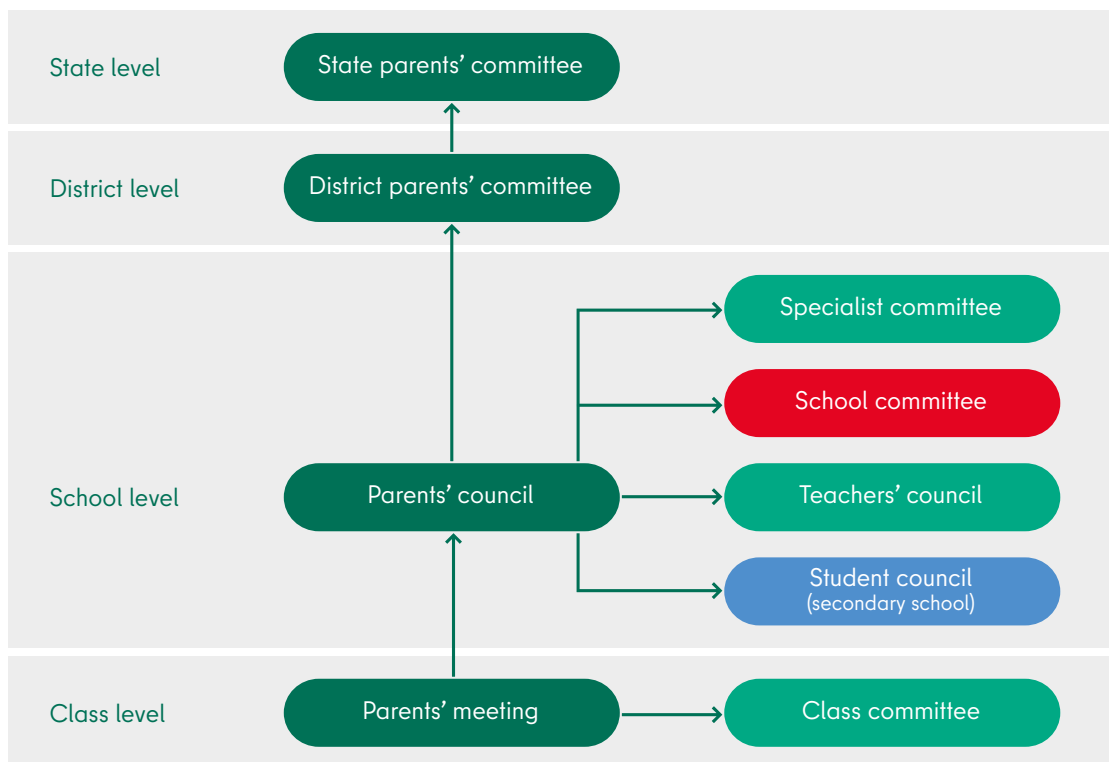 State level
State parents’ committee
District level
District parents’ committee
Specialist committee
School committee
School level
Parents’ council
Teachers’ council
Student council
(secondary school)
Class level
Parents’ meeting
Class committee